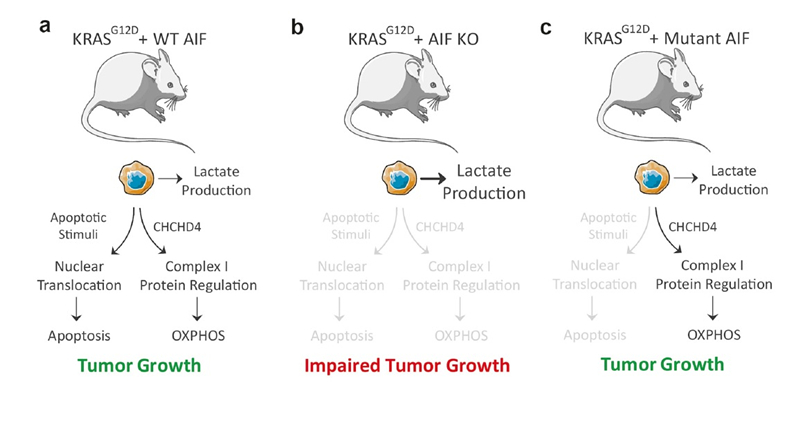 a
KRASG12D + WT AIF
Lactate
Production
Apoptotic
Stimuli
CHCHD4
Nuclear
Translocation
Complex I
Protein Regulation
Apoptosis
OXPHOS
Tumor Growth
b
KRASG12D + AIF KO
Lactate
Production
Apoptotic
Stimuli
CHCHD4
Nuclear
Translocation
Complex I
Protein Regulation
Apoptosis
OXPHOS
Impaired Tumor Growth
c
KRASG12D + Mutant AIF
Lactate
Production
Apoptotic
Stimuli
CHCHD4
Nuclear
Translocation
Complex I
Protein Regulation
Apoptosis
OXPHOS
Tumor Growth